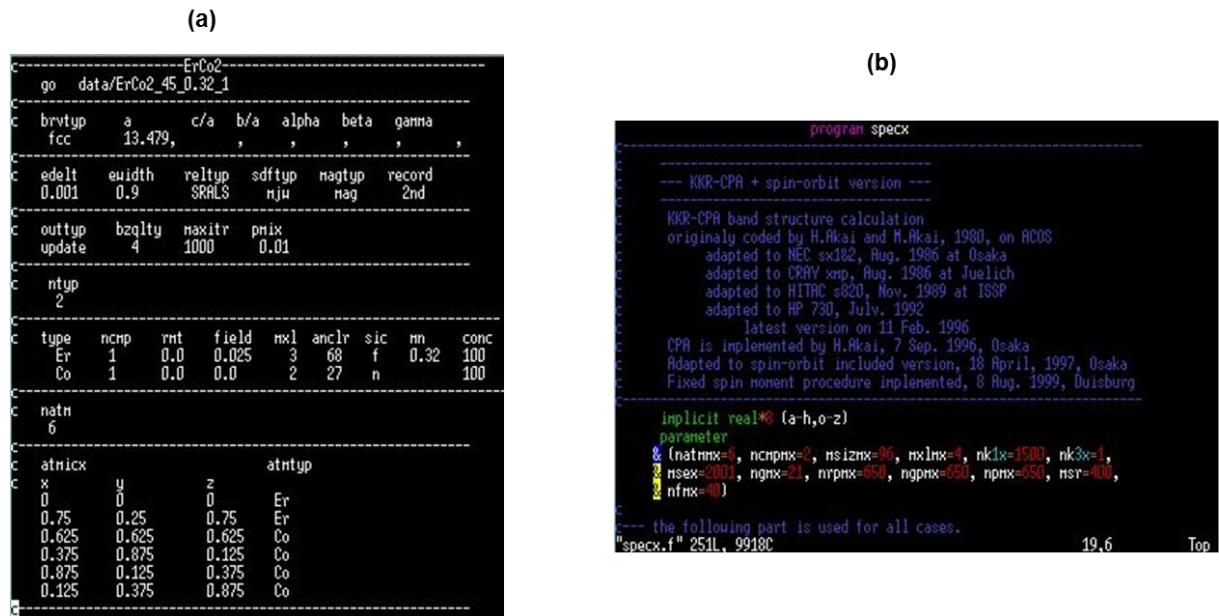 (a)
c---------------------ErCo2---------------------------------
go data/ErCo2_45_0.32_1
c------------------------------------------------------------
c brvtyp a c/a b/a alpha beta gamma
fcc 13.479, , , , , ,
c------------------------------------------------------------
c edelt ewidth reltyp sdftyp magtyp record
0.001 0.9 SRALS mjw mag 2nd
c------------------------------------------------------------
c outtyp bzqlty maxitr pmix
update 4 1000 0.01
c------------------------------------------------------------
c ntyp
2
c------------------------------------------------------------
c type ncmp rmt field mxl anclr sic mn conc
Er 1 0.0 0.025 3 68 f 0.32 100
Co 1 0.0 0.0 2 27 n 100
c------------------------------------------------------------
c natm
6
c------------------------------------------------------------
c atmicx atmtyp
c x y z
0 0 0 Er
0.75 0.25 0.75 Er
0.625 0.625 0.625 Co
0.375 0.875 0.125 Co
0.875 0.125 0.375 Co
0.125 0.375 0.875 Co
c------------------------------------------------------------
(b)
program specx
c------------------------------------------------------------
c -----------------------------------
c --- KKR-CPA + spin-orbit version ---
c -----------------------------------
c KKR-CPA band structure calculation
c originaly coded by H.Akai and M.Akai, 1980, on ACOS
c adapted to NEC sx182, Aug. 1986 at Osaka
c adapted to CRAY xmp, Aug. 1986 at Juelich
c adapted to HITAC s820, Nov. 1989 at ISSP
c adapted to HP 730, July. 1992
c latest version on 11 Feb. 1996
c CPA is implemented by H.Akai, 7 Sep. 1996, Osaka
c Adapted to spin-orbit included version, 18 April, 1997, Osaka
c Fixed spin moment procedure implemented, 8 Aug. 1999, Duisburg
c------------------------------------------------------------
implicit real*8 (a-h,o-z)
parameter
& (natmmx=6, ncmpmx=2, msizmx=96, mxlmx=4, nk1x=1500, nk3x=1,
& msex=2001, ngmx=21, nrpmx=650, ngpmx=650, npmx=650, msr=400,
& nfmx=40)
c
c--- the following part is used for all cases.
"specx.f" 251L, 9918C 19,6 Top